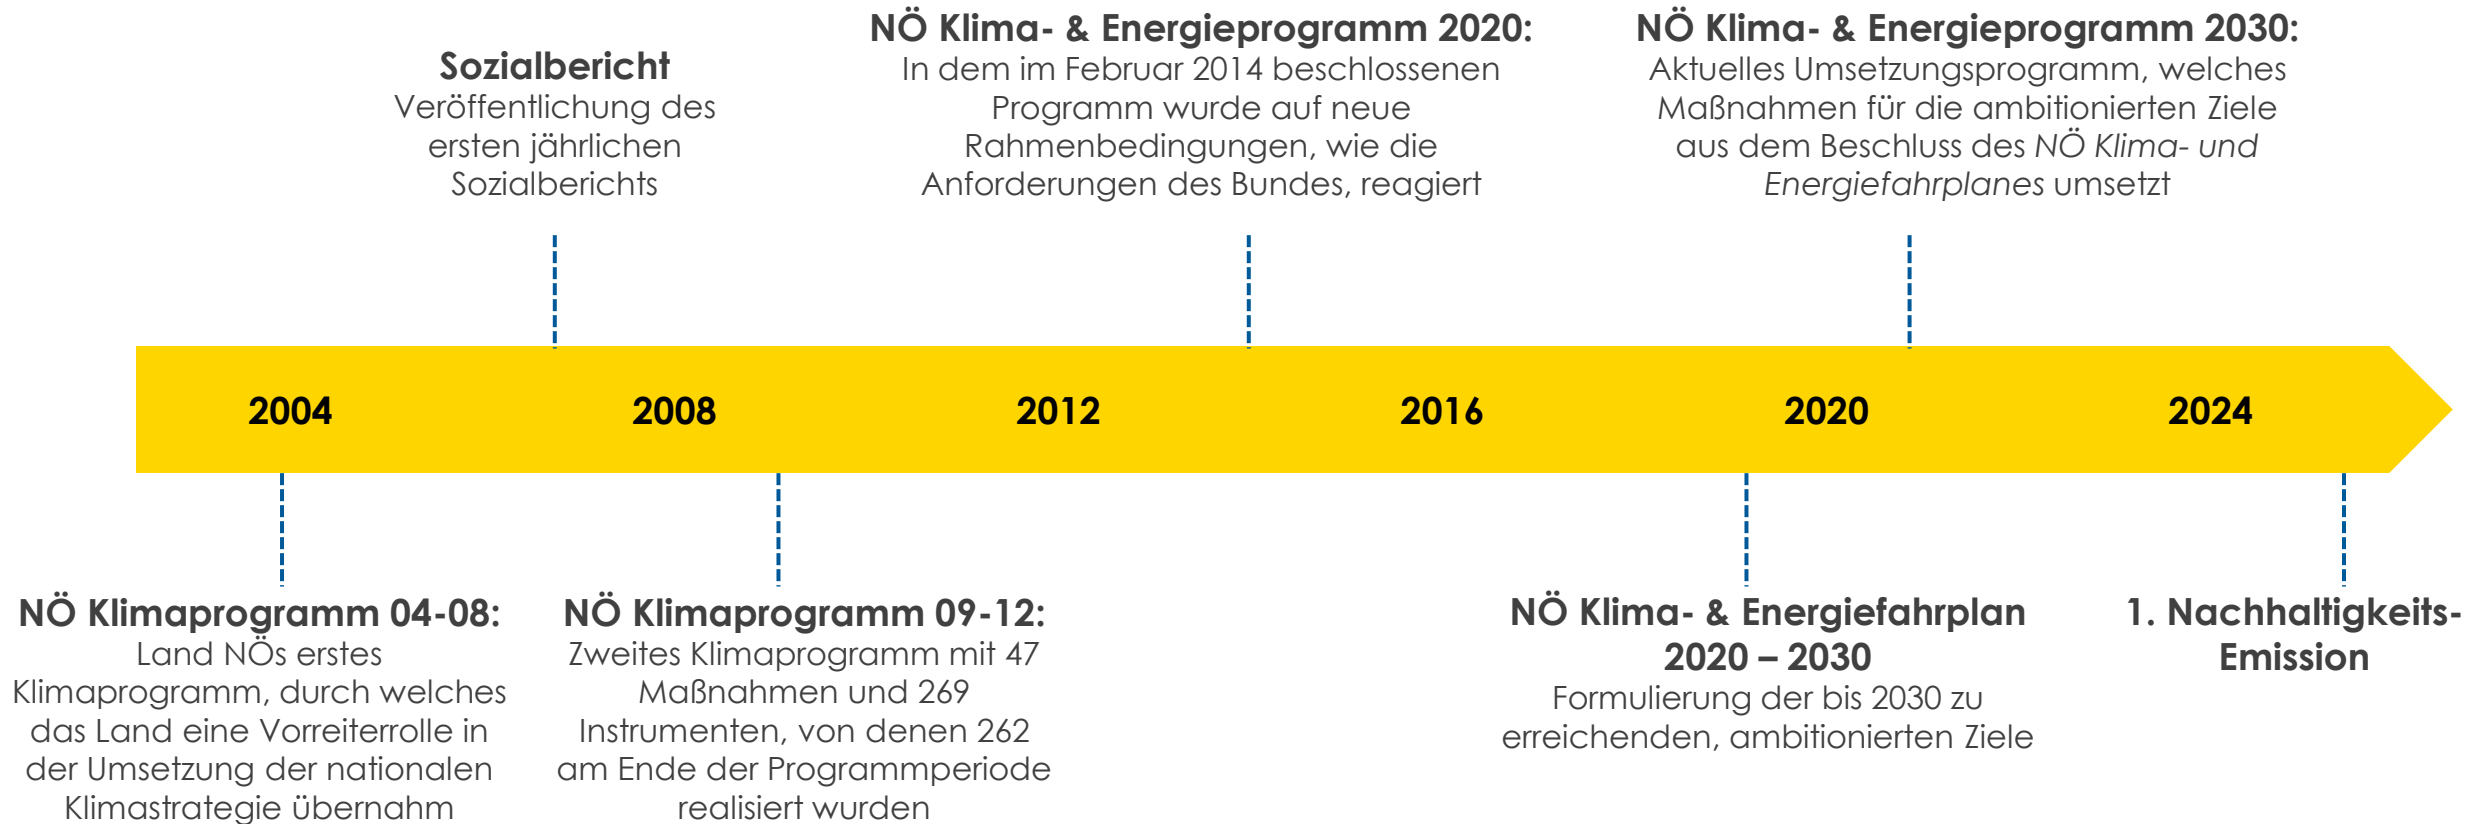 Sozialbericht
Veröffentlichung des
ersten jährlichen
Sozialberichts
NÖ Klima- & Energieprogramm 2020:
In dem im Februar 2014 beschlossenen
Programm wurde auf neue
Rahmenbedingungen, wie die
Anforderungen des Bundes, reagiert
NÖ Klima- & Energieprogramm 2030:
Aktuelles Umsetzungsprogramm, welches
Maßnahmen für die ambitionierten Ziele
aus dem Beschluss des NÖ Klima- und
Energiefahrplanes umsetzt
2004
2008
2012
2016
2020
2024
NÖ Klimaprogramm 04-08:
Land NÖs erstes
Klimaprogramm, durch welches
das Land eine Vorreiterrolle in
der Umsetzung der nationalen
Klimastrategie übernahm
NÖ Klimaprogramm 09-12:
Zweites Klimaprogramm mit 47
Maßnahmen und 269
Instrumenten, von denen 262
am Ende der Programmperiode
realisiert wurden
NÖ Klima- & Energiefahrplan
2020 – 2030
Formulierung der bis 2030 zu
erreichenden, ambitionierten Ziele
1. Nachhaltigkeits-
Emission